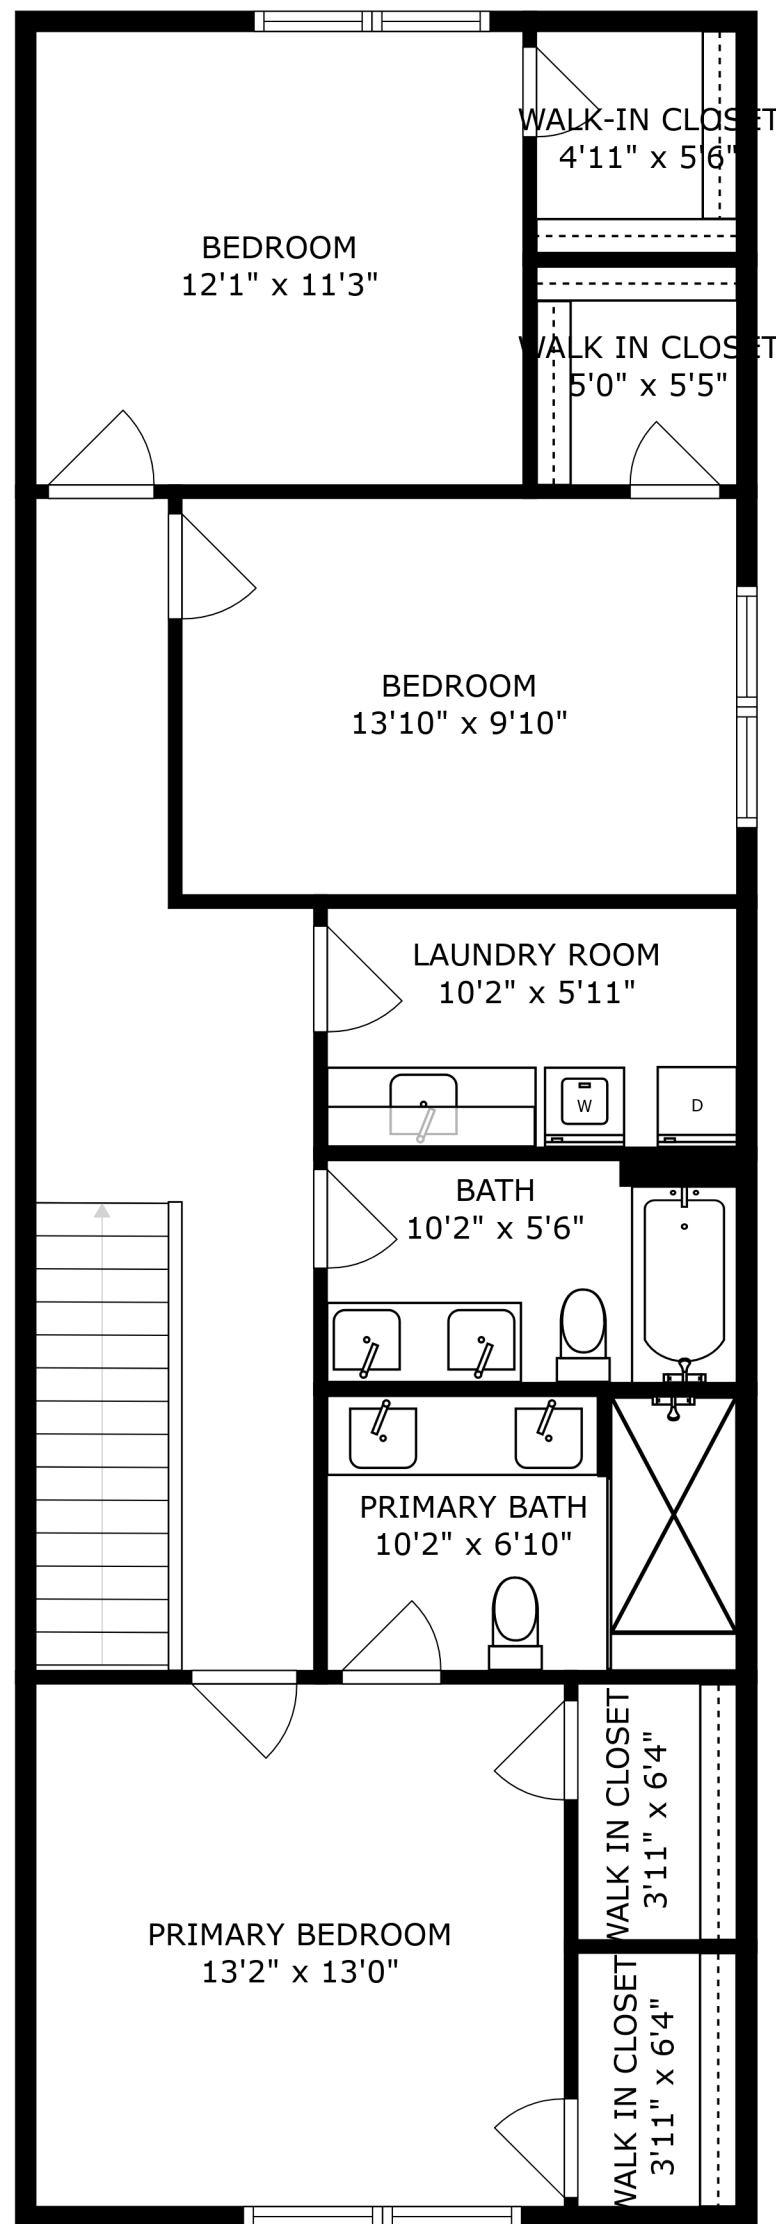 WALK-IN CLOSET
4'11" x 5'6"
BEDROOM
12'1" x 11'3"
WALK IN CLOSET
5'0" x 5'5"
BEDROOM
13'10" x 9'10"
LAUNDRY ROOM
10'2" x 5'11"
W
D
BATH
10'2" x 5'6"
PRIMARY BATH
10'2" x 6'10"
WALK IN CLOSET
3'11" x 6'4"
PRIMARY BEDROOM
13'2" x 13'0"
WALK IN CLOSET
3'11" x 6'4"